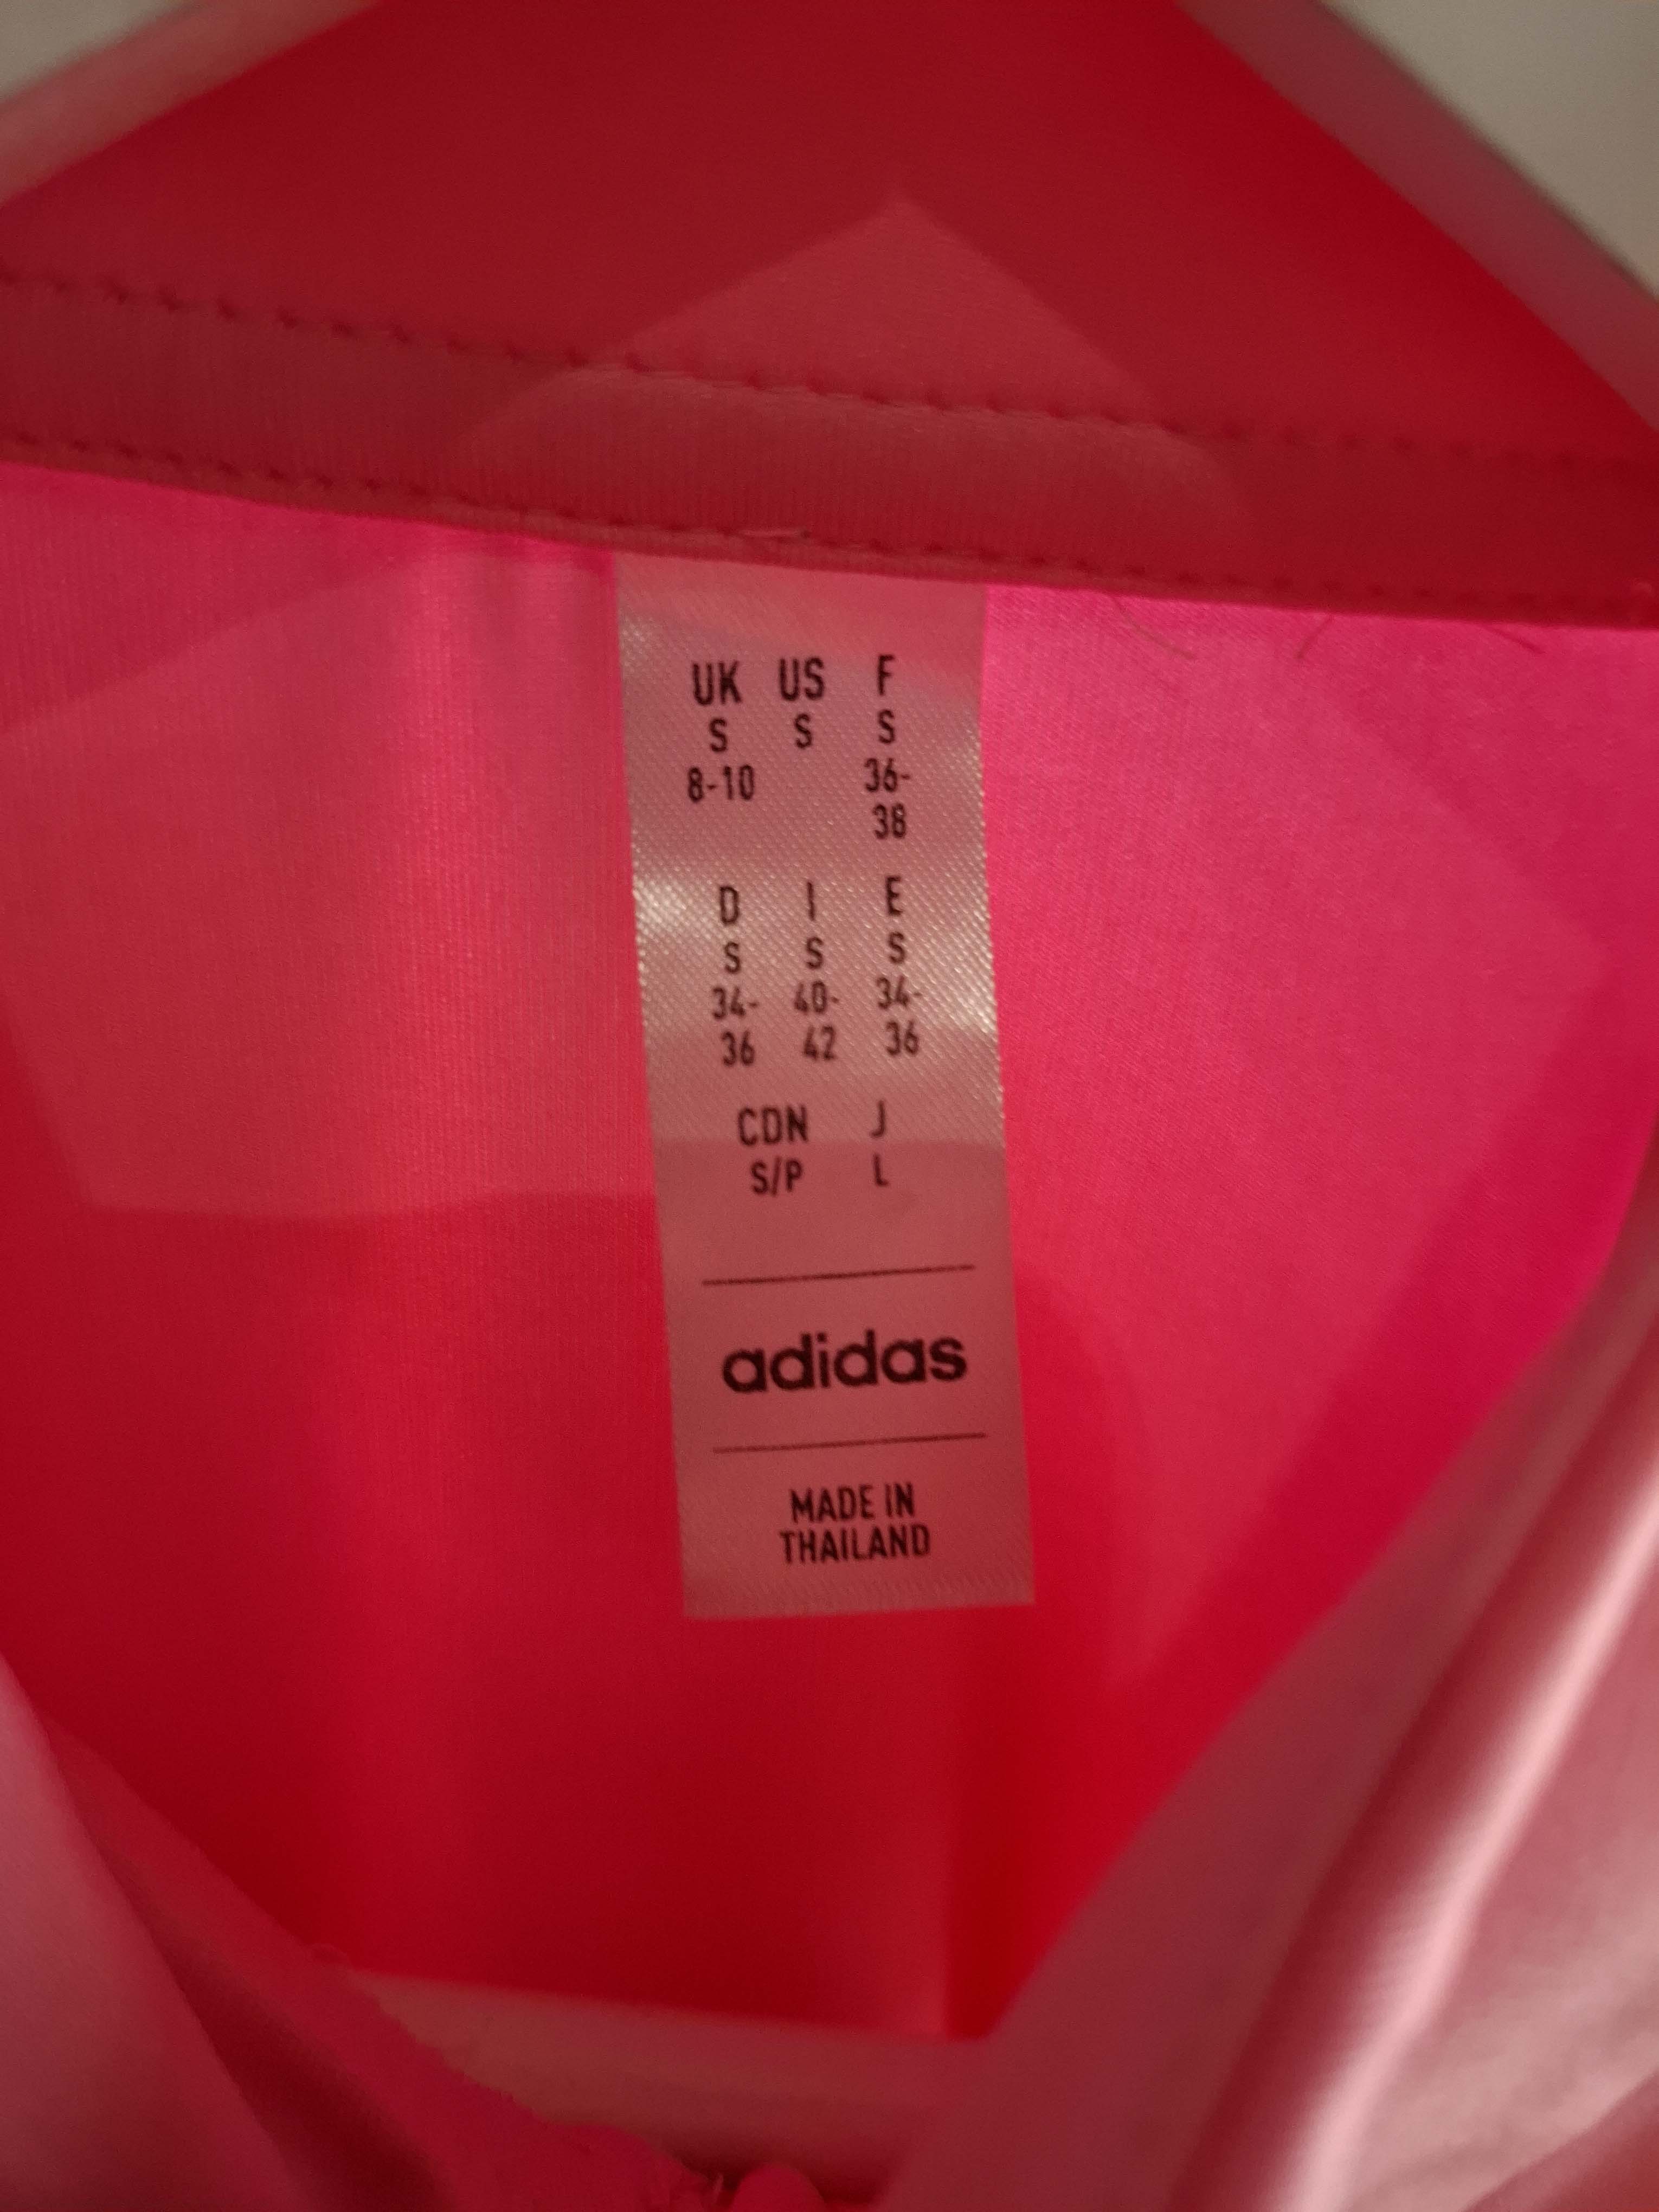 UK US F
S S S
8-10 36-
38
D I E
S S S
34- 40- 34-
36 42 36
CDN J
S/P L
adidas
MADE IN
THAILAND